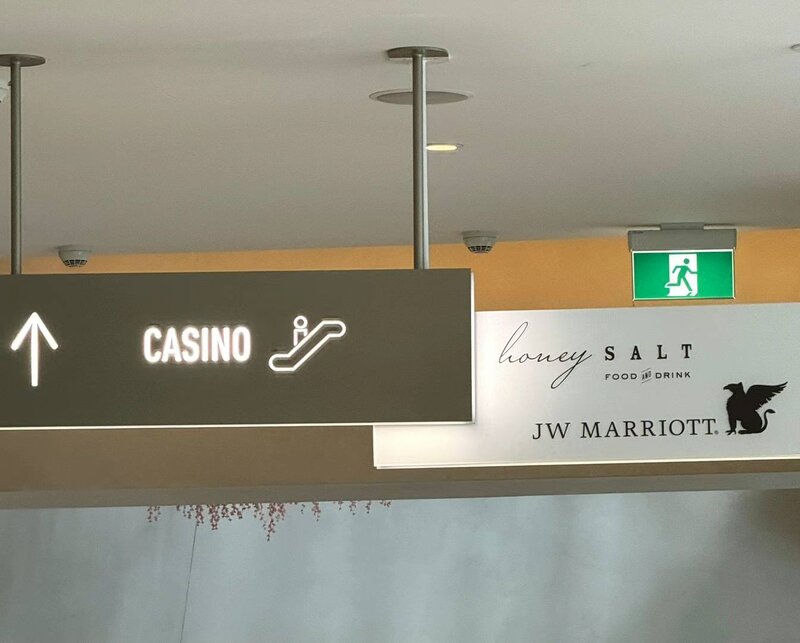 CASINO
honey SALT
FOOD AND DRINK
JW MARRIOTT®